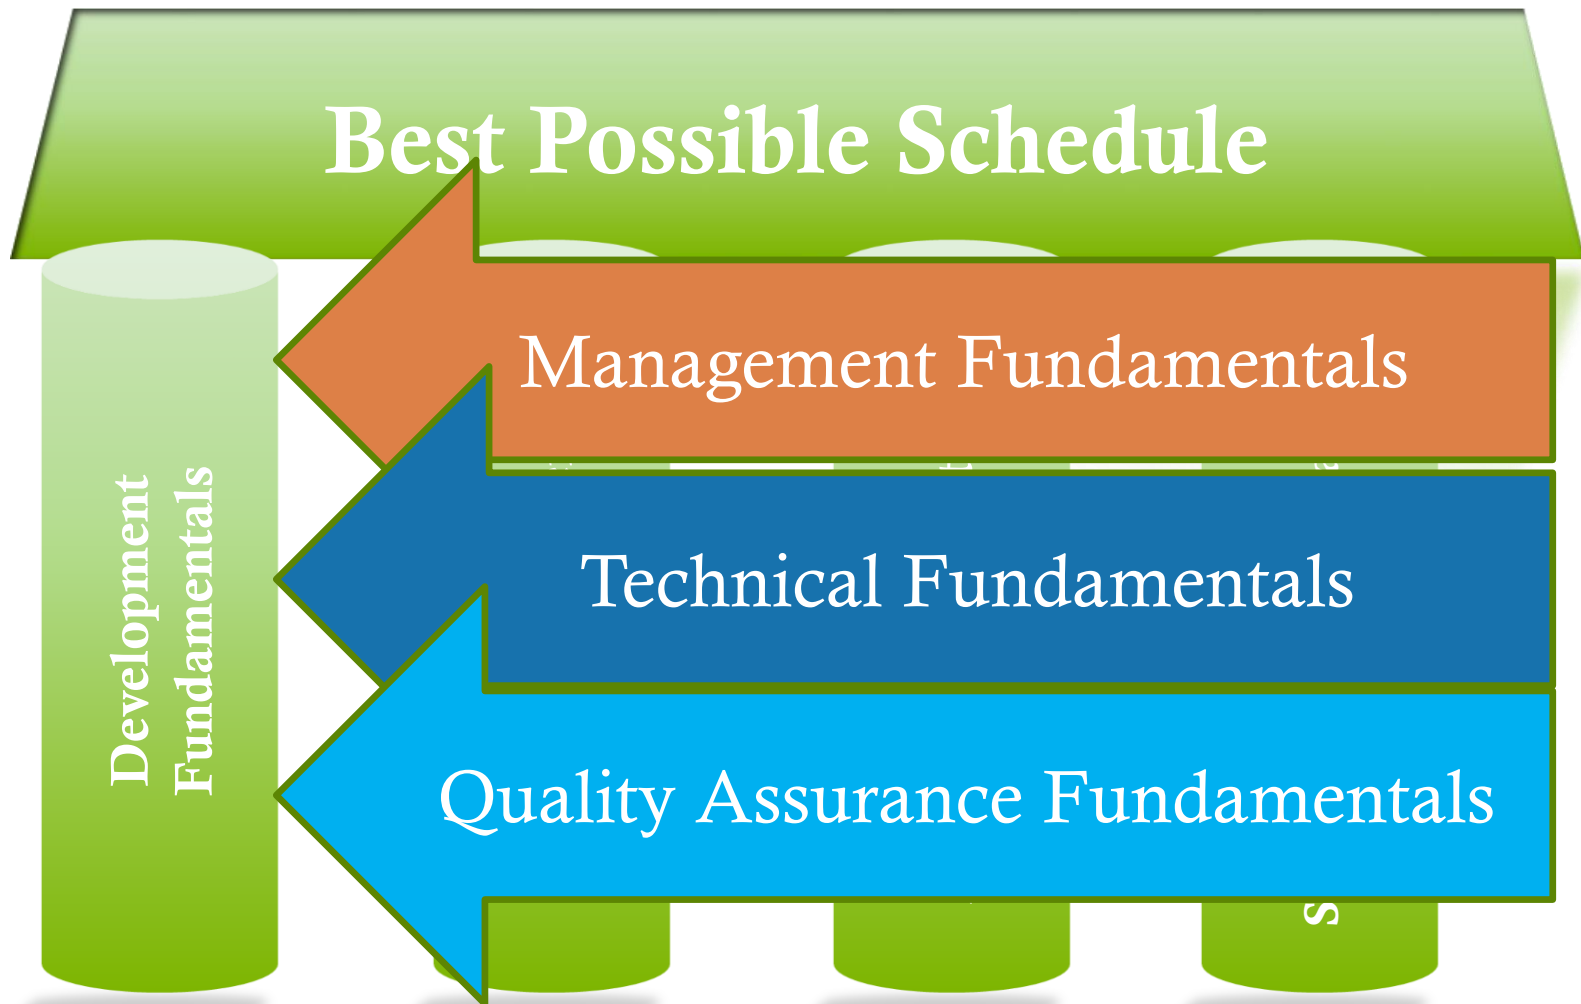 Best Possible Schedule
Management Fundamentals
Technical Fundamentals
Quality Assurance Fundamentals
Development
Fundamentals